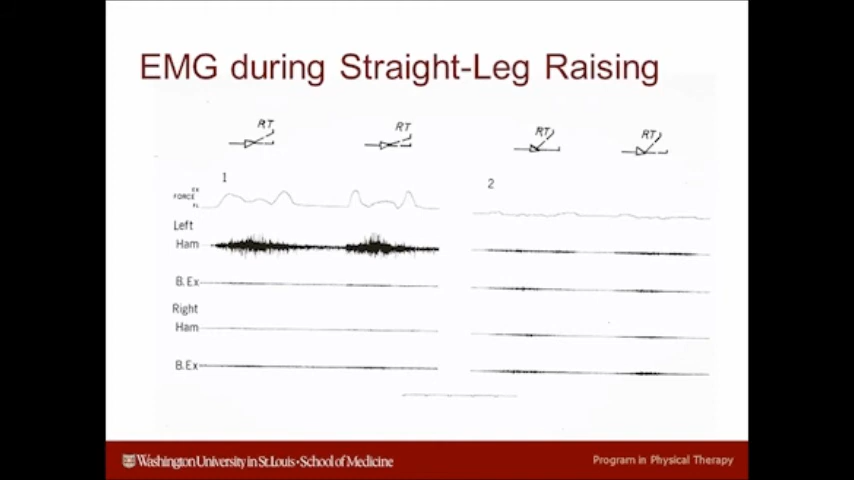 EMG during Straight-Leg Raising
RT
RT
RT
RT
1
2
EX
FORCE
FL
Left
Ham
B.Ex
Right
Ham
B.Ex
Washington University in St. Louis • School of Medicine
Program in Physical Therapy